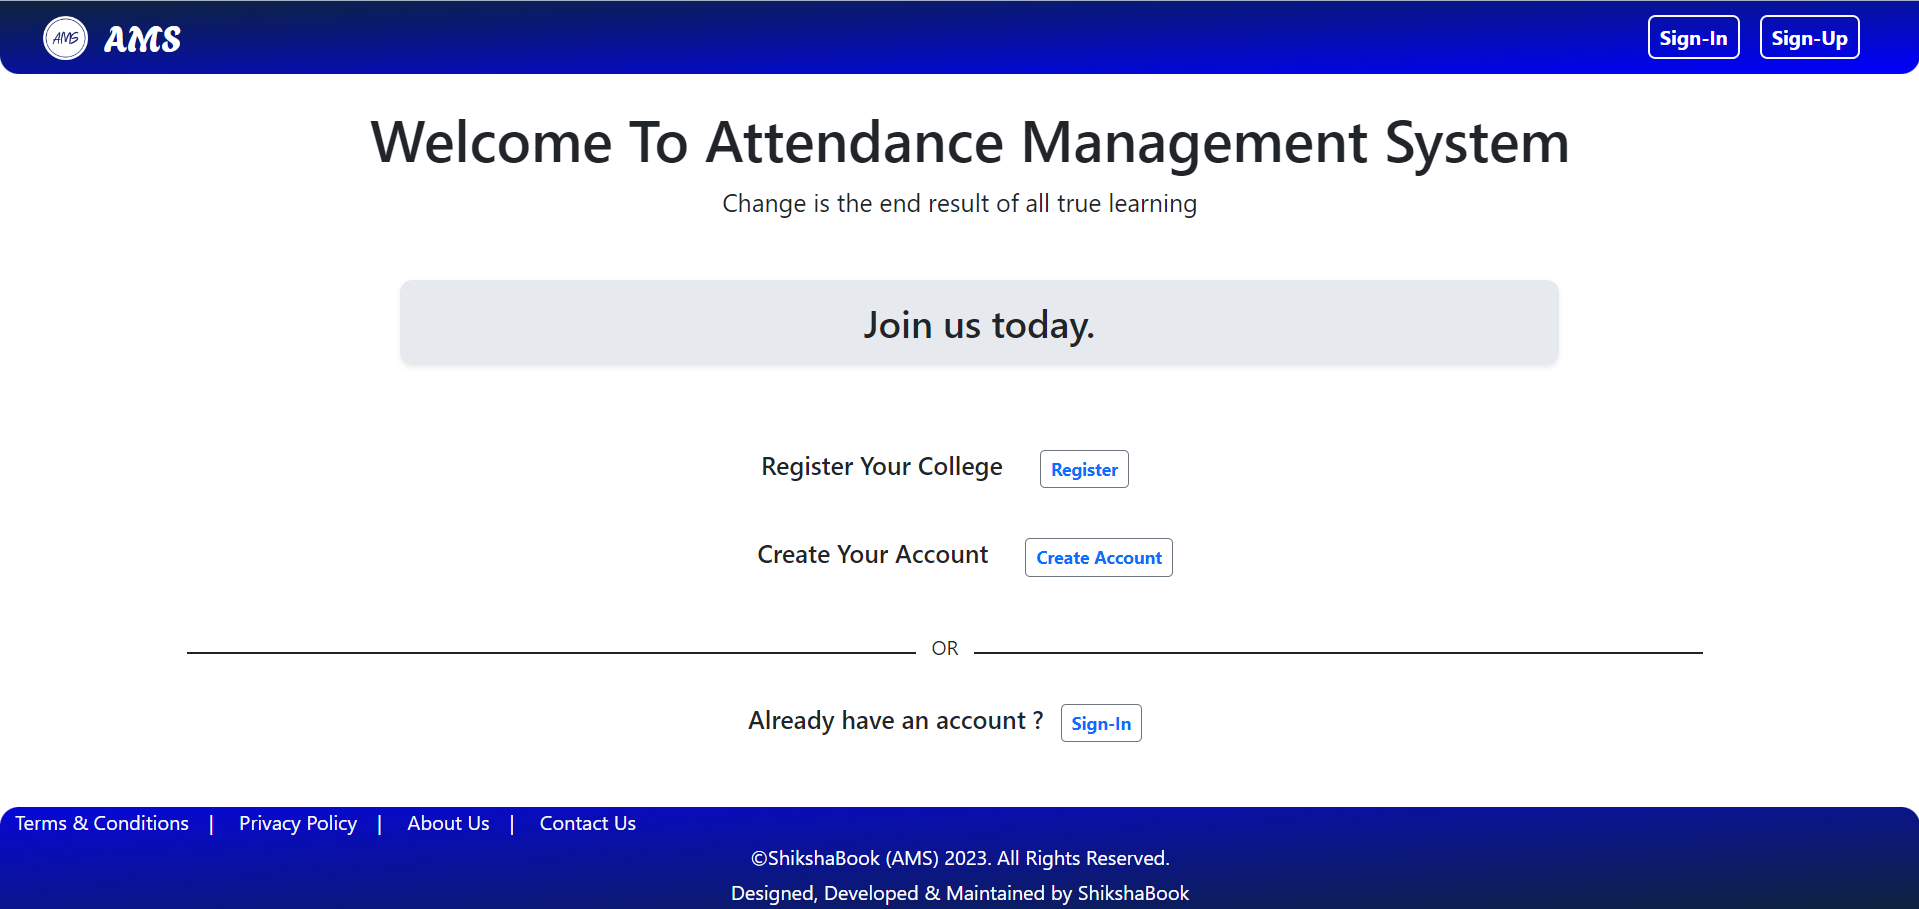 AMS AMS Sign-In Sign-Up
Welcome To Attendance Management System
Change is the end result of all true learning
Join us today.
Register Your College Register
Create Your Account Create Account
OR
Already have an account ? Sign-In
Terms & Conditions | Privacy Policy | About Us | Contact Us
©ShikshaBook (AMS) 2023. All Rights Reserved.
Designed, Developed & Maintained by ShikshaBook